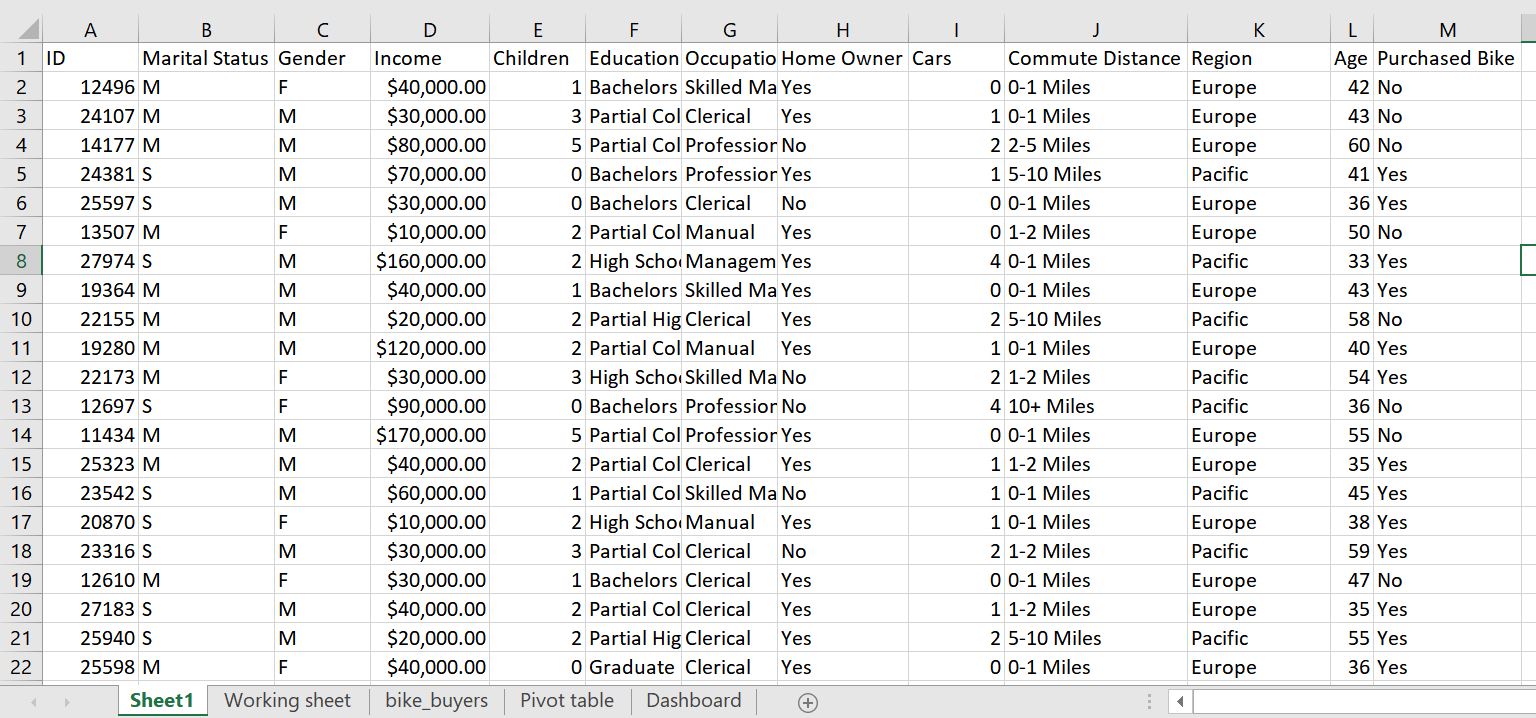 A B C D E F G H I J K L M
1 ID Marital Status Gender Income Children Education Occupatio Home Owner Cars Commute Distance Region Age Purchased Bike
2 12496 M F $40,000.00 1 Bachelors Skilled Ma Yes 0 0-1 Miles Europe 42 No
3 24107 M M $30,000.00 3 Partial Col Clerical Yes 1 0-1 Miles Europe 43 No
4 14177 M M $80,000.00 5 Partial Col Profession No 2 2-5 Miles Europe 60 No
5 24381 S M $70,000.00 0 Bachelors Profession Yes 1 5-10 Miles Pacific 41 Yes
6 25597 S M $30,000.00 0 Bachelors Clerical No 0 0-1 Miles Europe 36 Yes
7 13507 M F $10,000.00 2 Partial Col Manual Yes 0 1-2 Miles Europe 50 No
8 27974 S M $160,000.00 2 High Schoo Managem Yes 4 0-1 Miles Pacific 33 Yes
9 19364 M M $40,000.00 1 Bachelors Skilled Ma Yes 0 0-1 Miles Europe 43 Yes
10 22155 M M $20,000.00 2 Partial Hig Clerical Yes 2 5-10 Miles Pacific 58 No
11 19280 M M $120,000.00 2 Partial Col Manual Yes 1 0-1 Miles Europe 40 Yes
12 22173 M F $30,000.00 3 High Schoo Skilled Ma No 2 1-2 Miles Pacific 54 Yes
13 12697 S F $90,000.00 0 Bachelors Profession No 4 10+ Miles Pacific 36 No
14 11434 M M $170,000.00 5 Partial Col Profession Yes 0 0-1 Miles Europe 55 No
15 25323 M M $40,000.00 2 Partial Col Clerical Yes 1 1-2 Miles Europe 35 Yes
16 23542 S M $60,000.00 1 Partial Col Skilled Ma No 1 0-1 Miles Pacific 45 Yes
17 20870 S F $10,000.00 2 High Schoo Manual Yes 1 0-1 Miles Europe 38 Yes
18 23316 S M $30,000.00 3 Partial Col Clerical No 2 1-2 Miles Pacific 59 Yes
19 12610 M F $30,000.00 1 Bachelors Clerical Yes 0 0-1 Miles Europe 47 No
20 27183 S M $40,000.00 2 Partial Col Clerical Yes 1 1-2 Miles Europe 35 Yes
21 25940 S M $20,000.00 2 Partial Hig Clerical Yes 2 5-10 Miles Pacific 55 Yes
22 25598 M F $40,000.00 0 Graduate Clerical Yes 0 0-1 Miles Europe 36 Yes
Sheet1 Working sheet bike_buyers Pivot table Dashboard